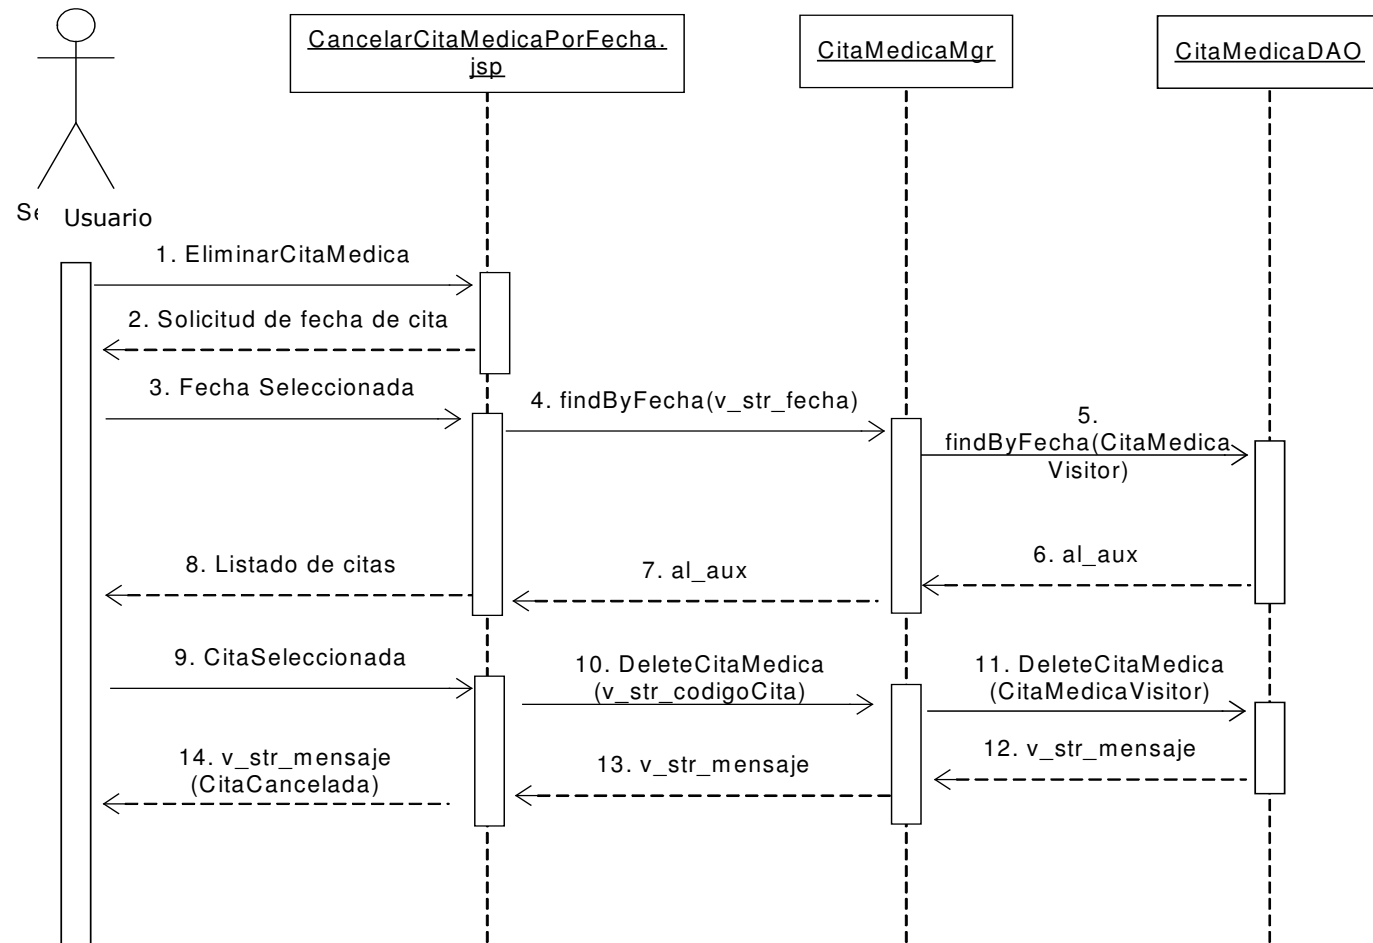 CancelarCitaMedicaPorFecha.
jsp
CitaMedicaMgr
CitaMedicaDAO
Usuario
1. EliminarCitaMedica
2. Solicitud de fecha de cita
3. Fecha Seleccionada
4. findByFecha(v_str_fecha)
5.
findByFecha(CitaMedica
Visitor)
6. al_aux
7. al_aux
8. Listado de citas
9. CitaSeleccionada
10. DeleteCitaMedica
(v_str_codigoCita)
11. DeleteCitaMedica
(CitaMedicaVisitor)
12. v_str_mensaje
13. v_str_mensaje
14. v_str_mensaje
(CitaCancelada)